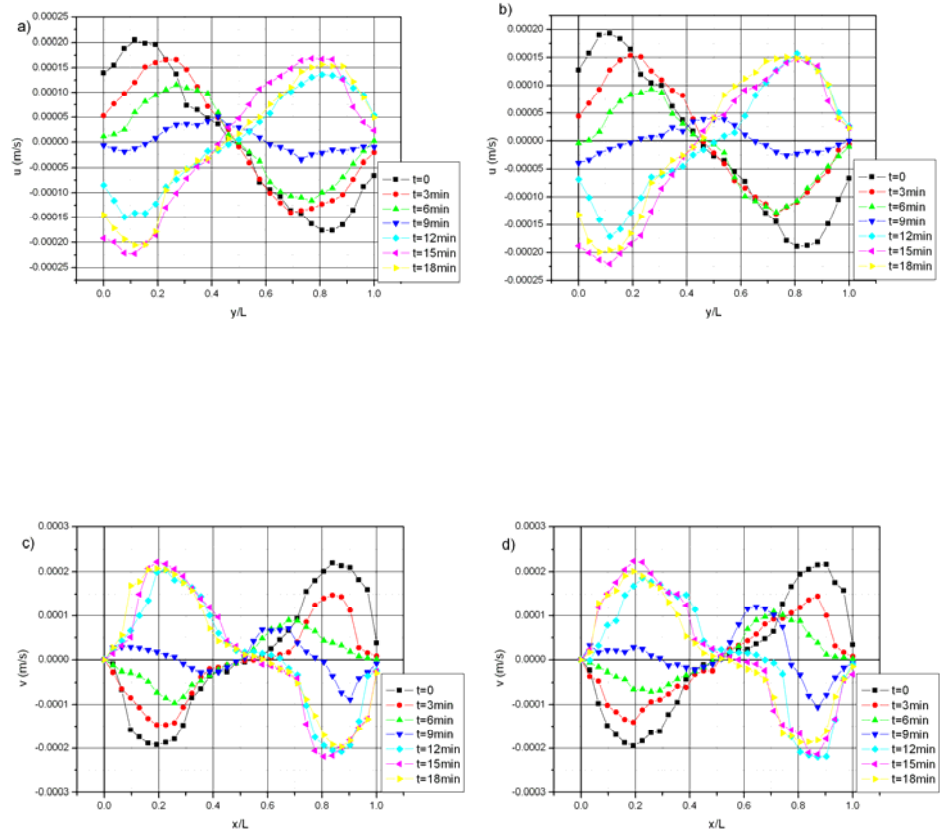 a)
0.00025
0.00020
0.00015
0.00010
0.00005
0.00000
-0.00005
-0.00010
-0.00015
-0.00020
-0.00025
u (m/s)
0.0 0.2 0.4 0.6 0.8 1.0
y/L
t=0
t=3min
t=6min
t=9min
t=12min
t=15min
t=18min
b)
0.00020
0.00015
0.00010
0.00005
0.00000
-0.00005
-0.00010
-0.00015
-0.00020
-0.00025
u (m/s)
0.0 0.2 0.4 0.6 0.8 1.0
y/L
t=0
t=3min
t=6min
t=9min
t=12min
t=15min
t=18min
c)
0.0003
0.0002
0.0001
0.0000
-0.0001
-0.0002
-0.0003
v (m/s)
0.0 0.2 0.4 0.6 0.8 1.0
x/L
t=0
t=3min
t=6min
t=9min
t=12min
t=15min
t=18min
d)
0.0003
0.0002
0.0001
0.0000
-0.0001
-0.0002
-0.0003
v (m/s)
0.0 0.2 0.4 0.6 0.8 1.0
x/L
t=0
t=3min
t=6min
t=9min
t=12min
t=15min
t=18min